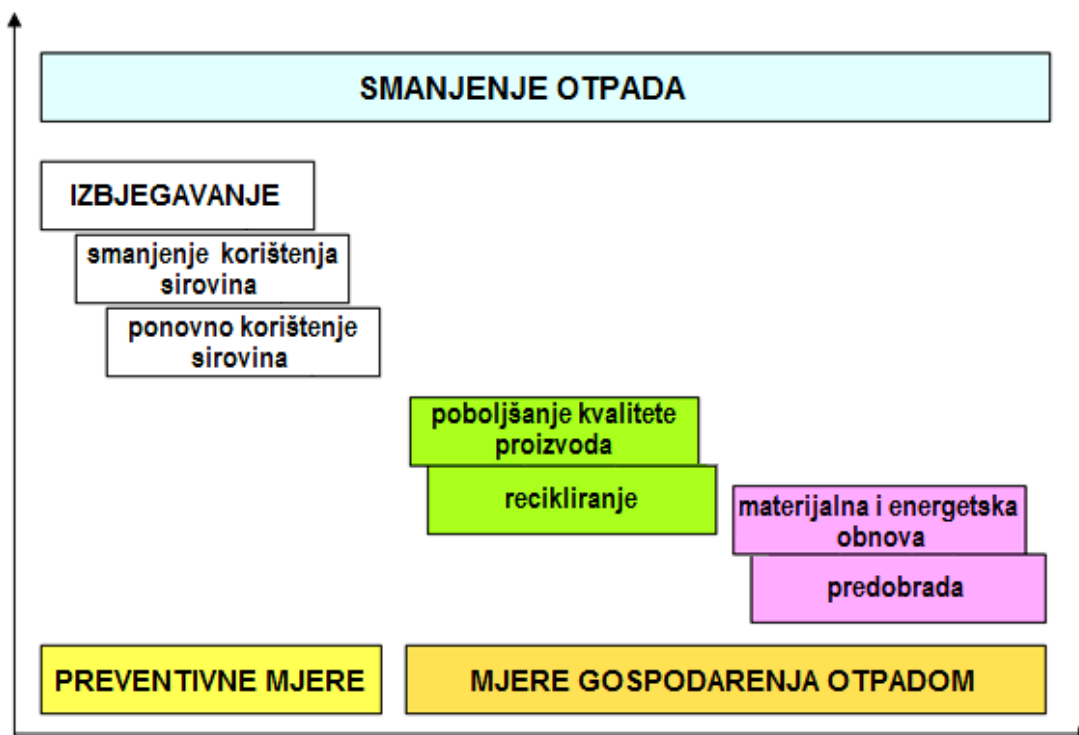 SMANJENJE OTPADA
IZBJEGAVANJE
smanjenje korištenja
sirovina
ponovno korištenje
sirovina
poboljšanje kvalitete
proizvoda
recikliranje
materijalna i energetska
obnova
predobrada
PREVENTIVNE MJERE
MJERE GOSPODARENJA OTPADOM